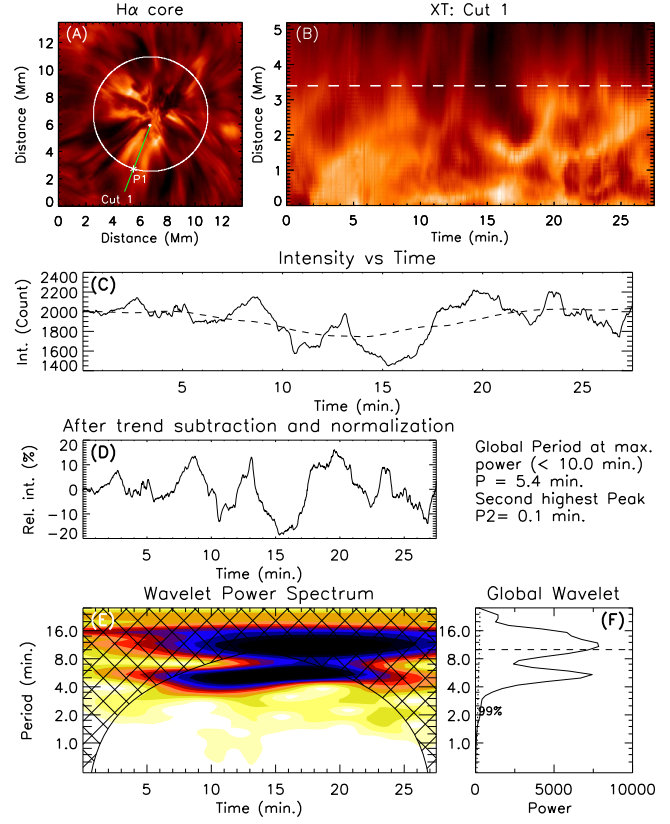 Hα core
XT: Cut 1
(A)
(B)
Distance (Mm)
0 2 4 6 8 10 12
0 2 4 6 8 10 12
Distance (Mm)
P1
Cut 1
Distance (Mm)
0 1 2 3 4 5
0 5 10 15 20 25
Time (min.)
Intensity vs Time
(C)
Int. (Count)
2400
2200
2000
1800
1600
1400
5 10 15 20 25
Time (min.)
After trend subtraction and normalization
(D)
Rel. int. (%)
20
10
0
−10
−20
5 10 15 20 25
Time (min.)
Global Period at max.
power (< 10.0 min.)
P = 5.4 min.
Second highest Peak
P2= 0.1 min.
Wavelet Power Spectrum
(E)
Period (min.)
16.0
8.0
4.0
2.0
1.0
5 10 15 20 25
Time (min.)
Global Wavelet
(F)
16.0
8.0
4.0
2.0
1.0
99%
0 5000 10000
Power